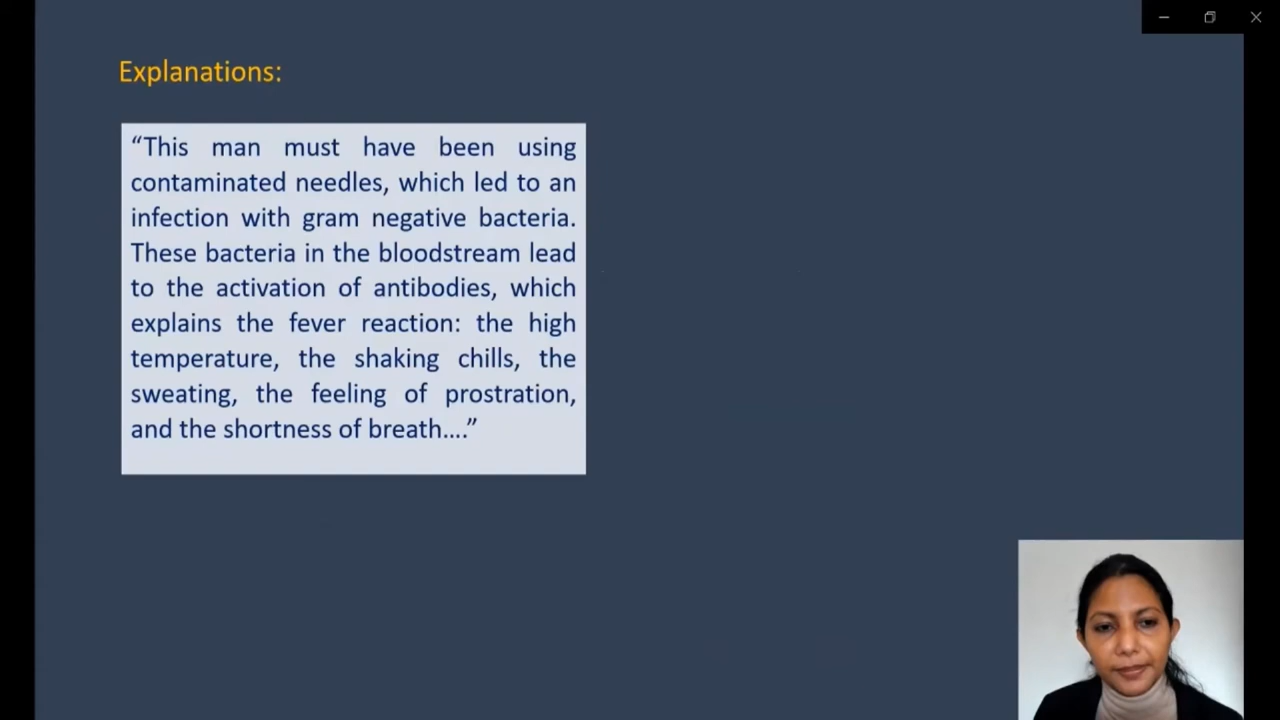 Explanations:
“This man must have been using
contaminated needles, which led to an
infection with gram negative bacteria.
These bacteria in the bloodstream lead
to the activation of antibodies, which
explains the fever reaction: the high
temperature, the shaking chills, the
sweating, the feeling of prostration,
and the shortness of breath….”